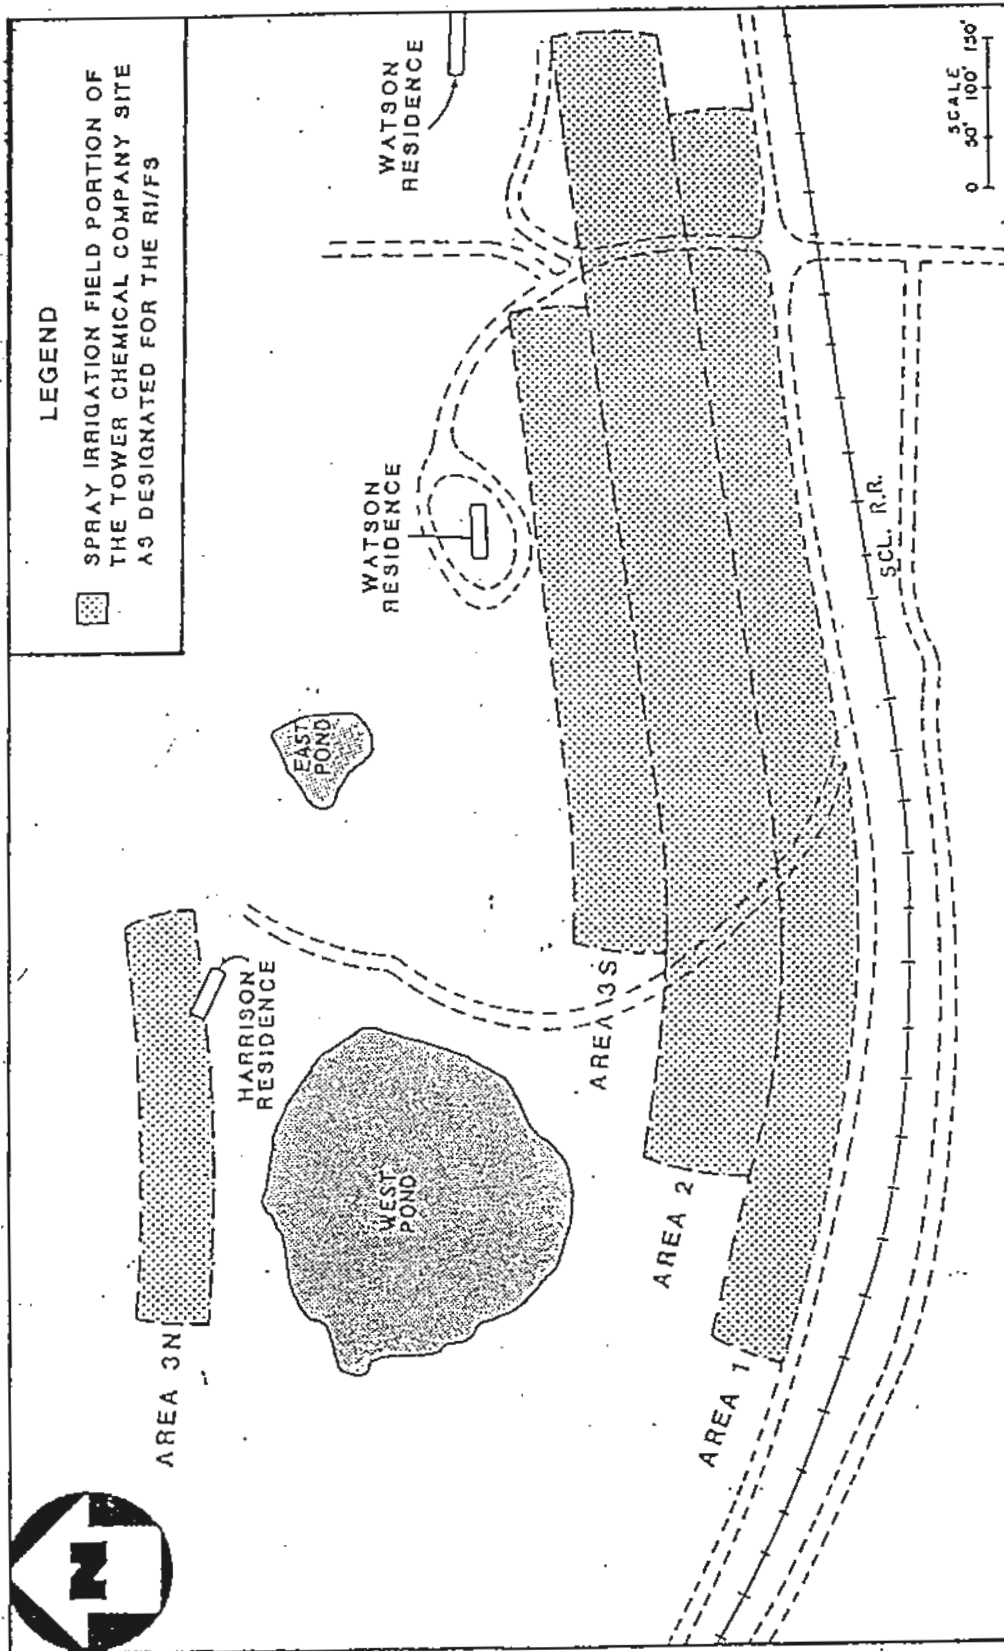 LEGEND
SPRAY IRRIGATION FIELD PORTION OF
THE TOWER CHEMICAL COMPANY SITE
AS DESIGNATED FOR THE RI/FS
N
AREA 3N
HARRISON
RESIDENCE
EAST
POND
WEST
POND
WATSON
RESIDENCE
WATSON
RESIDENCE
AREA 3S
AREA 2
AREA 1
SCL. R.R.
SCALE
0 50' 100' 150'